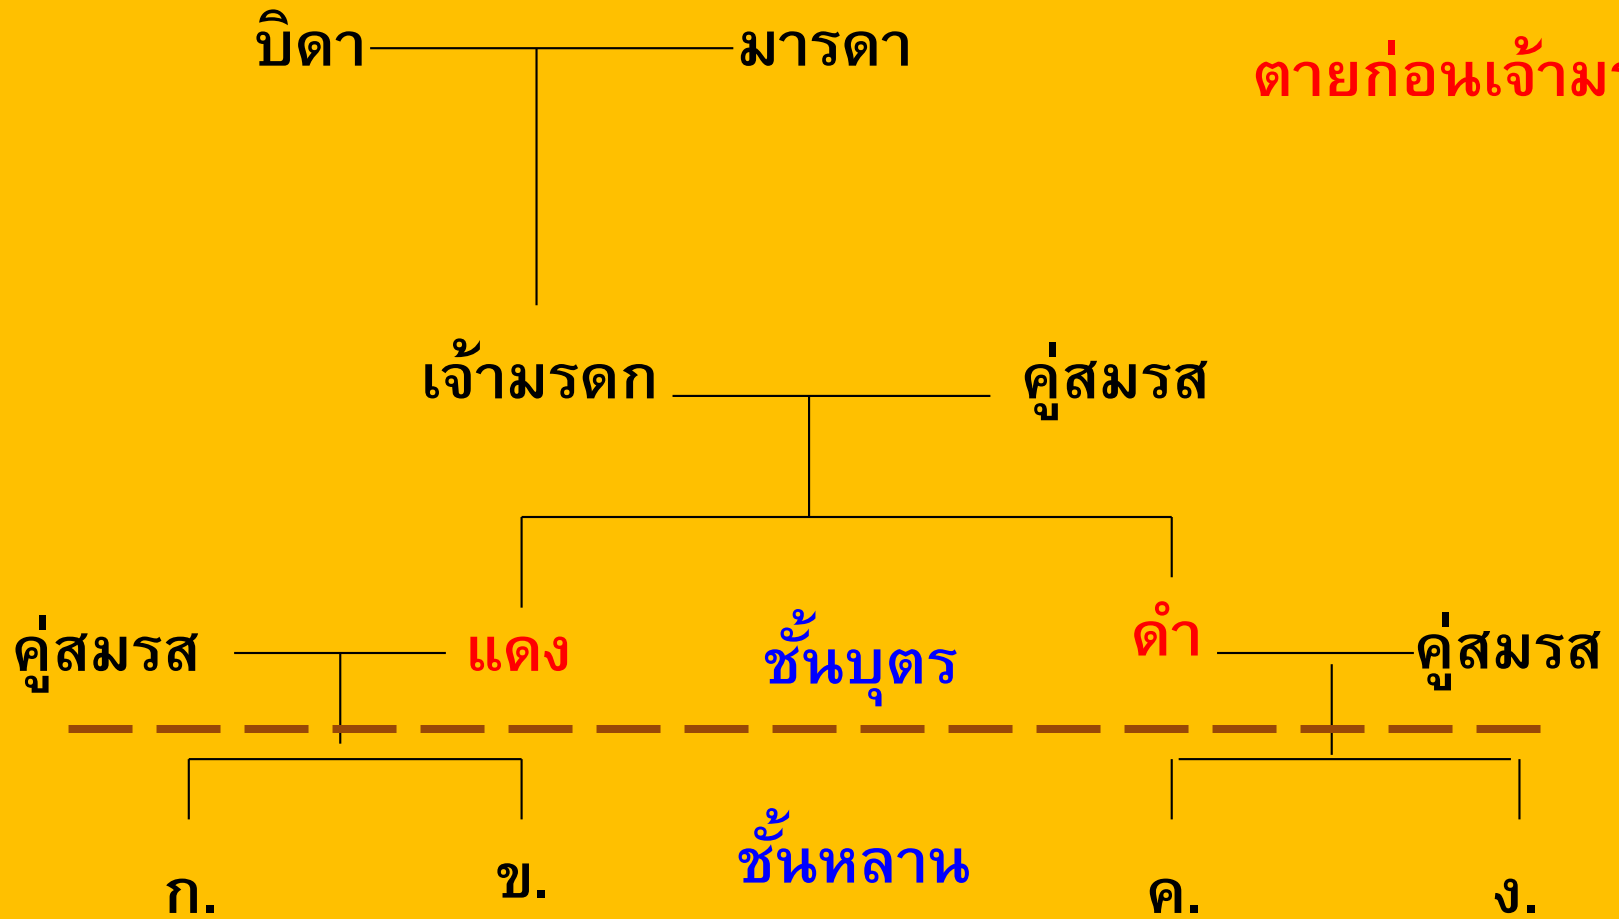 บิดา มารดา
ตายก่อนเจ้ามร
เจ้ามรดก คู่สมรส
คู่สมรส แดง ชั้นบุตร ดำ คู่สมรส
ชั้นหลาน
ก. ข. ค. ง.